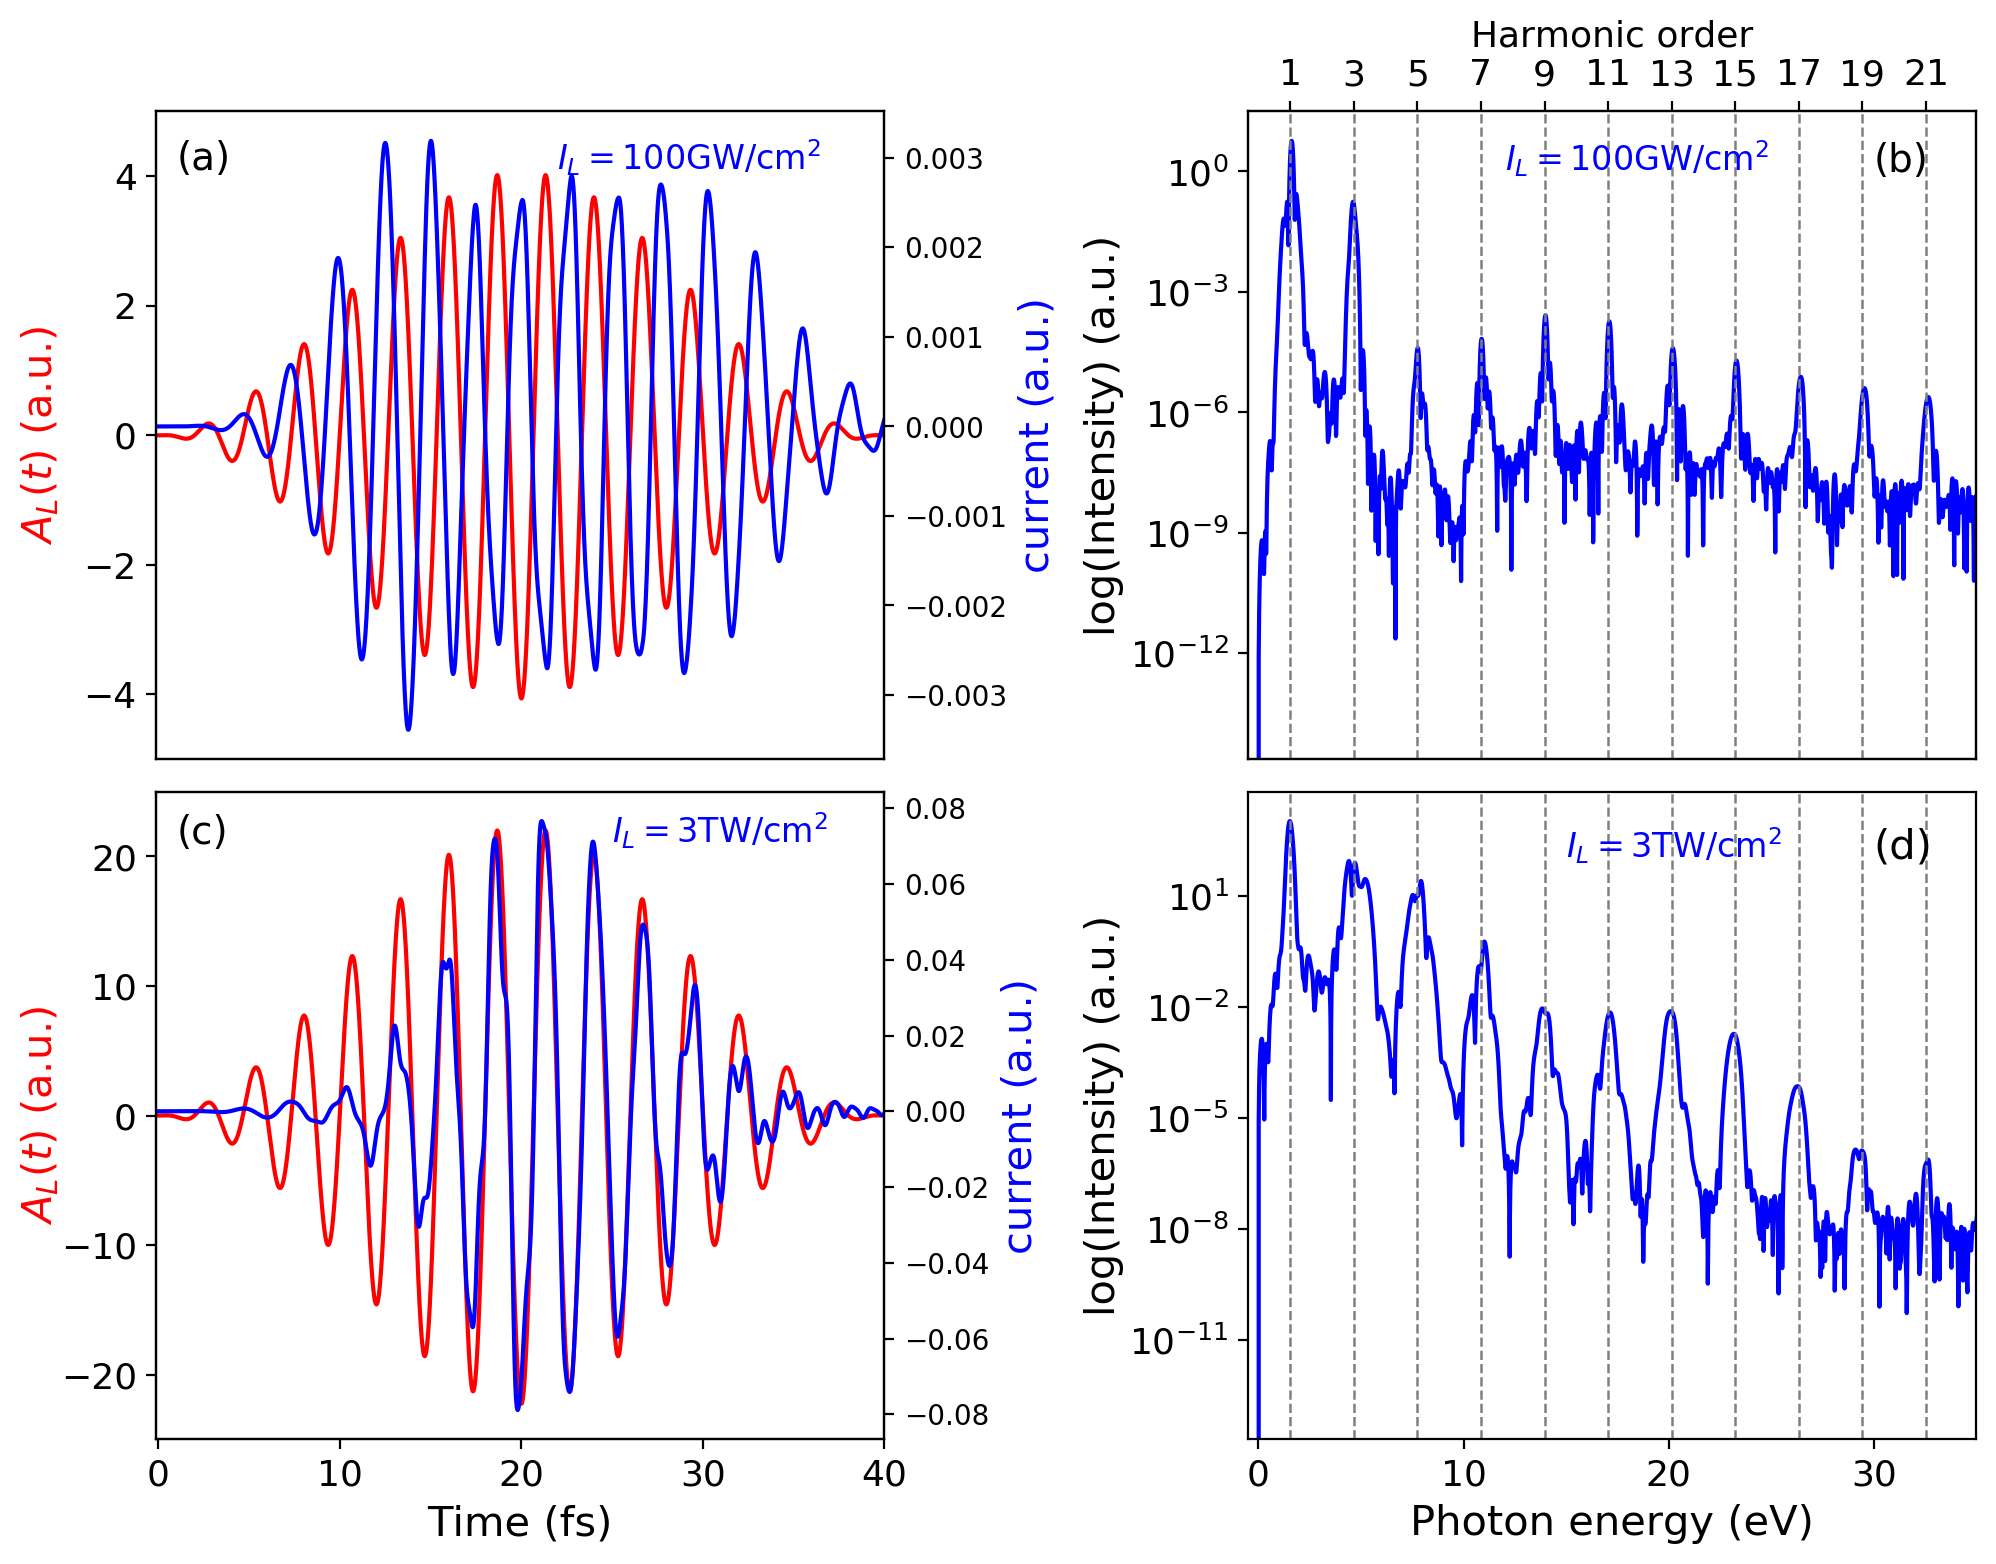 Harmonic order
1 3 5 7 9 11 13 15 17 19 21
(a)
I_L = 100GW/cm²
4
2
0
−2
−4
A_L(t) (a.u.)
0.003
0.002
0.001
0.000
−0.001
−0.002
−0.003
current (a.u.)
I_L = 100GW/cm²
(b)
10⁰
10⁻³
10⁻⁶
10⁻⁹
10⁻¹²
log(Intensity) (a.u.)
(c)
I_L = 3TW/cm²
20
10
0
−10
−20
A_L(t) (a.u.)
0.08
0.06
0.04
0.02
0.00
−0.02
−0.04
−0.06
−0.08
current (a.u.)
0 10 20 30 40
Time (fs)
I_L = 3TW/cm²
(d)
10¹
10⁻²
10⁻⁵
10⁻⁸
10⁻¹¹
log(Intensity) (a.u.)
0 10 20 30
Photon energy (eV)